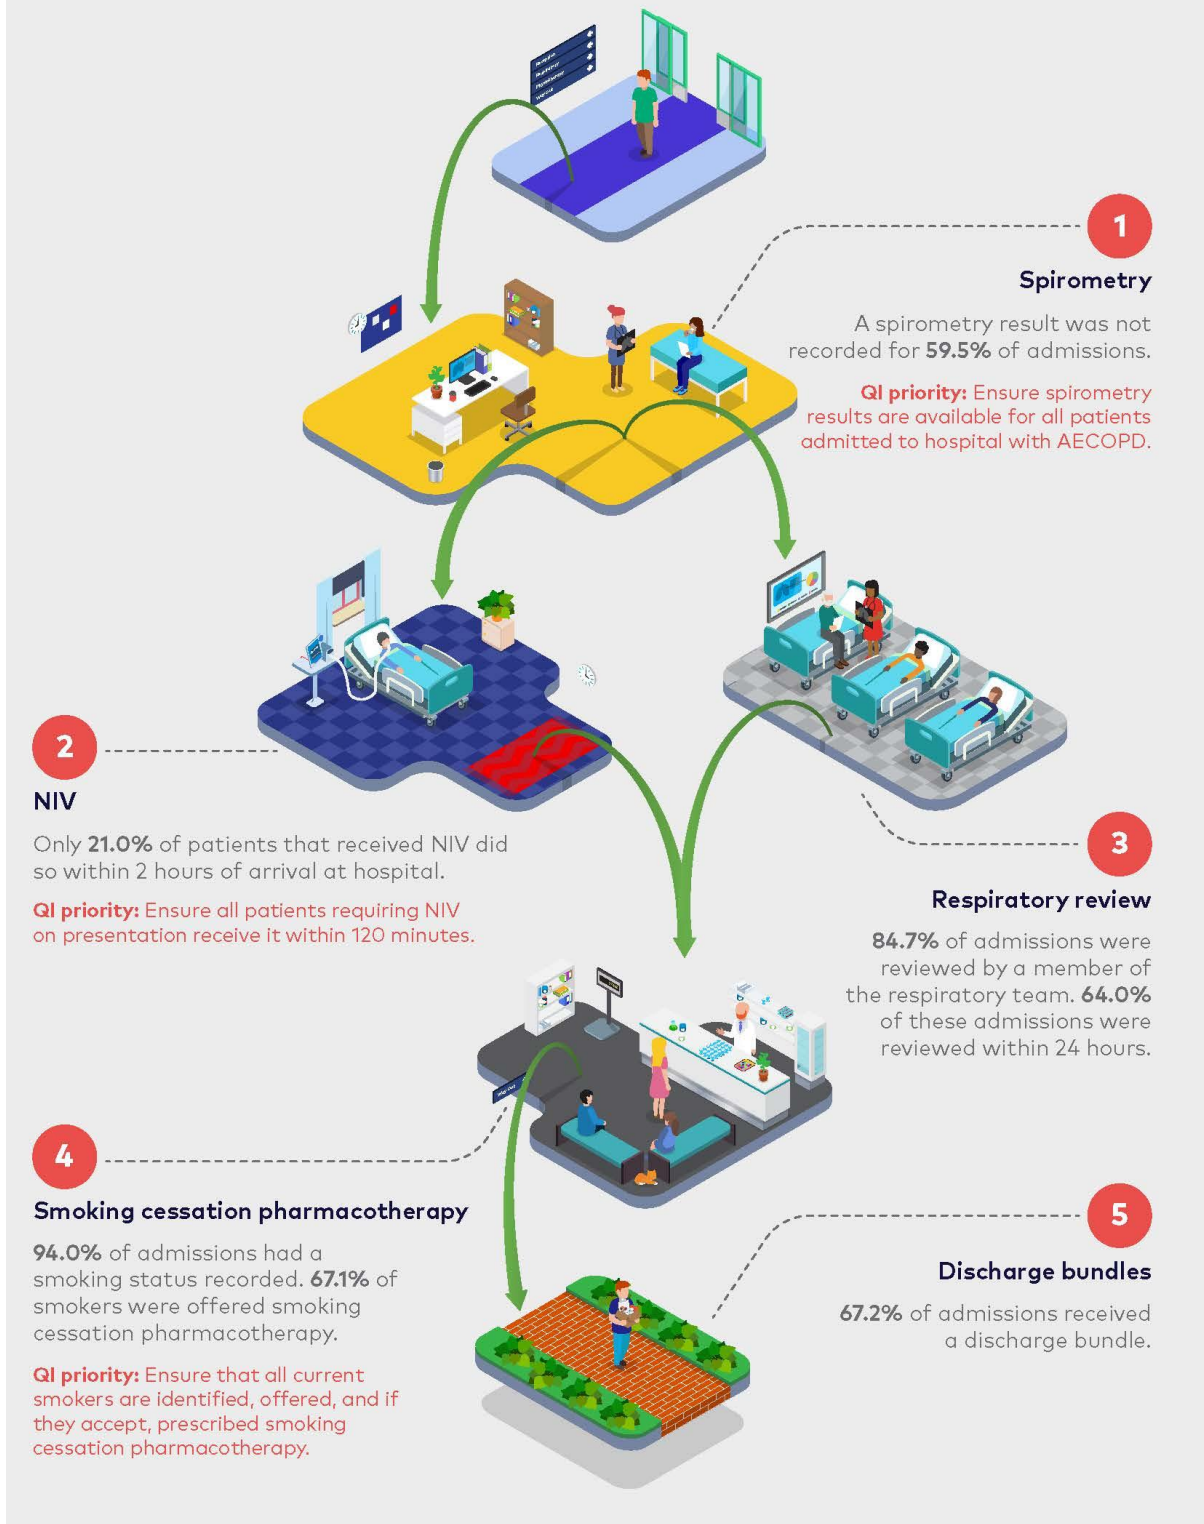 1
Spirometry
A spirometry result was not
recorded for 59.5% of admissions.
QI priority: Ensure spirometry
results are available for all patients
admitted to hospital with AECOPD.
2
NIV
Only 21.0% of patients that received NIV did
so within 2 hours of arrival at hospital.
QI priority: Ensure all patients requiring NIV
on presentation receive it within 120 minutes.
3
Respiratory review
84.7% of admissions were
reviewed by a member of
the respiratory team. 64.0%
of these admissions were
reviewed within 24 hours.
4
Smoking cessation pharmacotherapy
94.0% of admissions had a
smoking status recorded. 67.1% of
smokers were offered smoking
cessation pharmacotherapy.
QI priority: Ensure that all current
smokers are identified, offered, and if
they accept, prescribed smoking
cessation pharmacotherapy.
5
Discharge bundles
67.2% of admissions received
a discharge bundle.